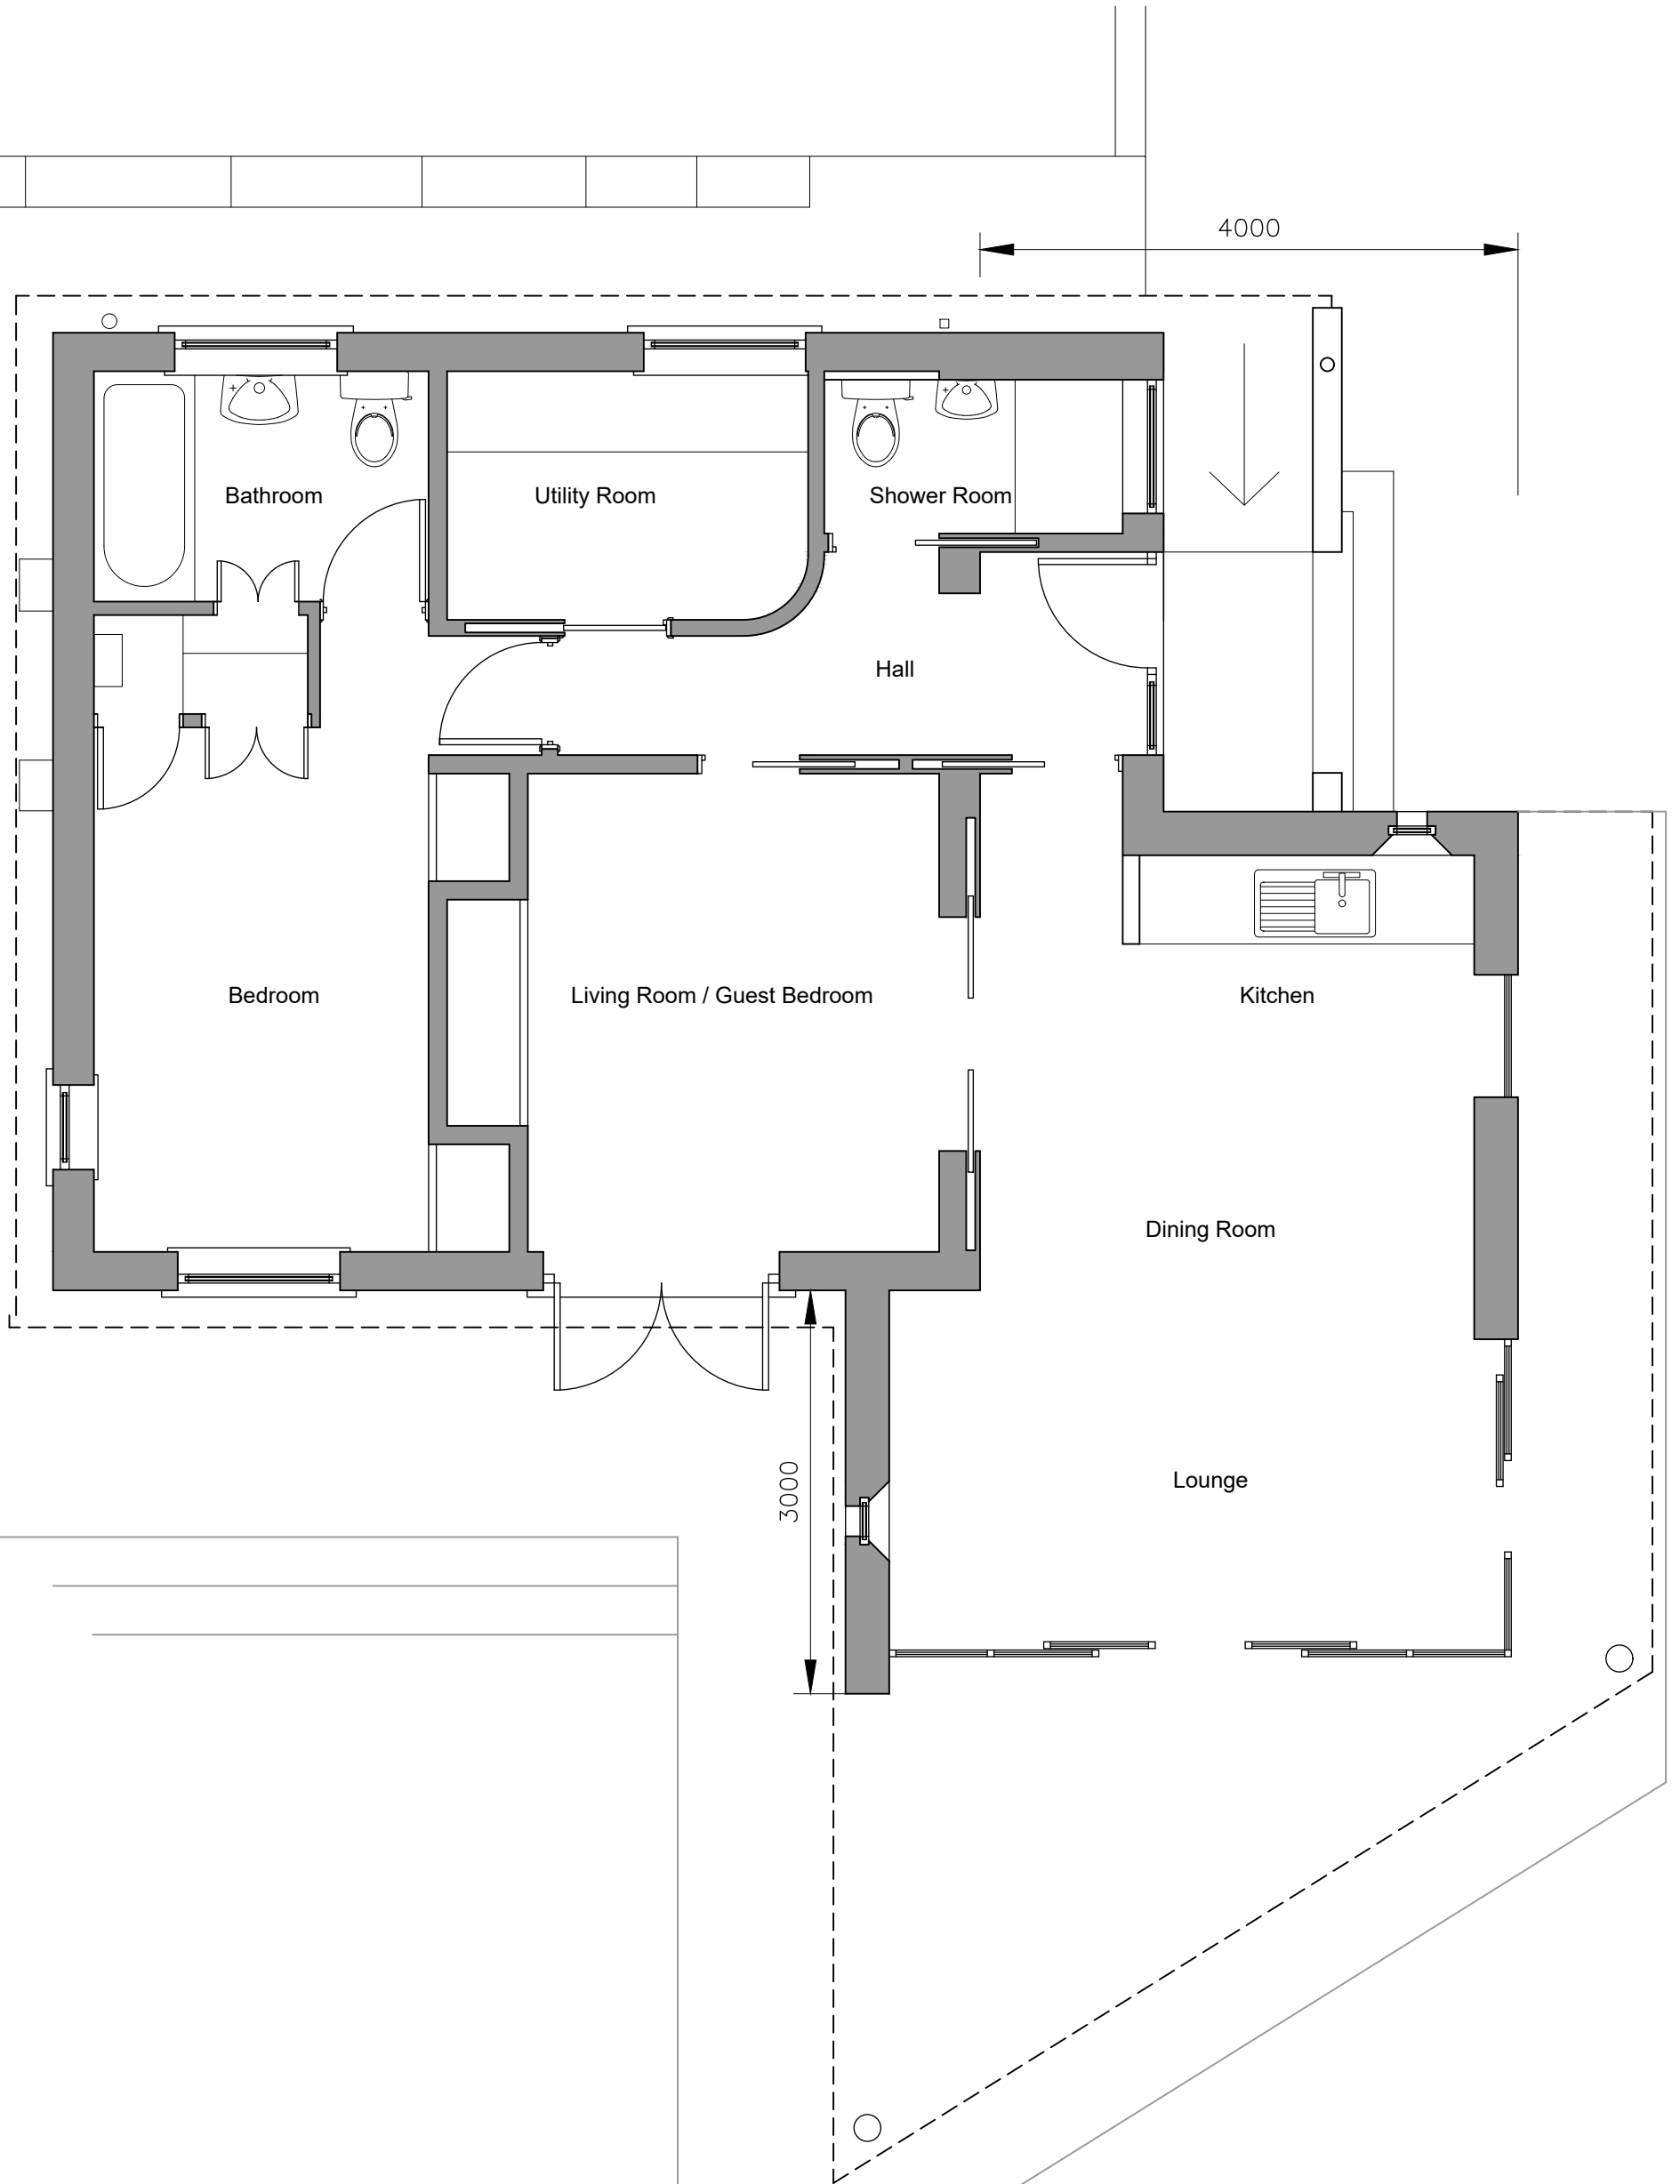 4000
Bathroom
Utility Room
Shower Room
Hall
Bedroom
Living Room / Guest Bedroom
Kitchen
Dining Room
Lounge
3000